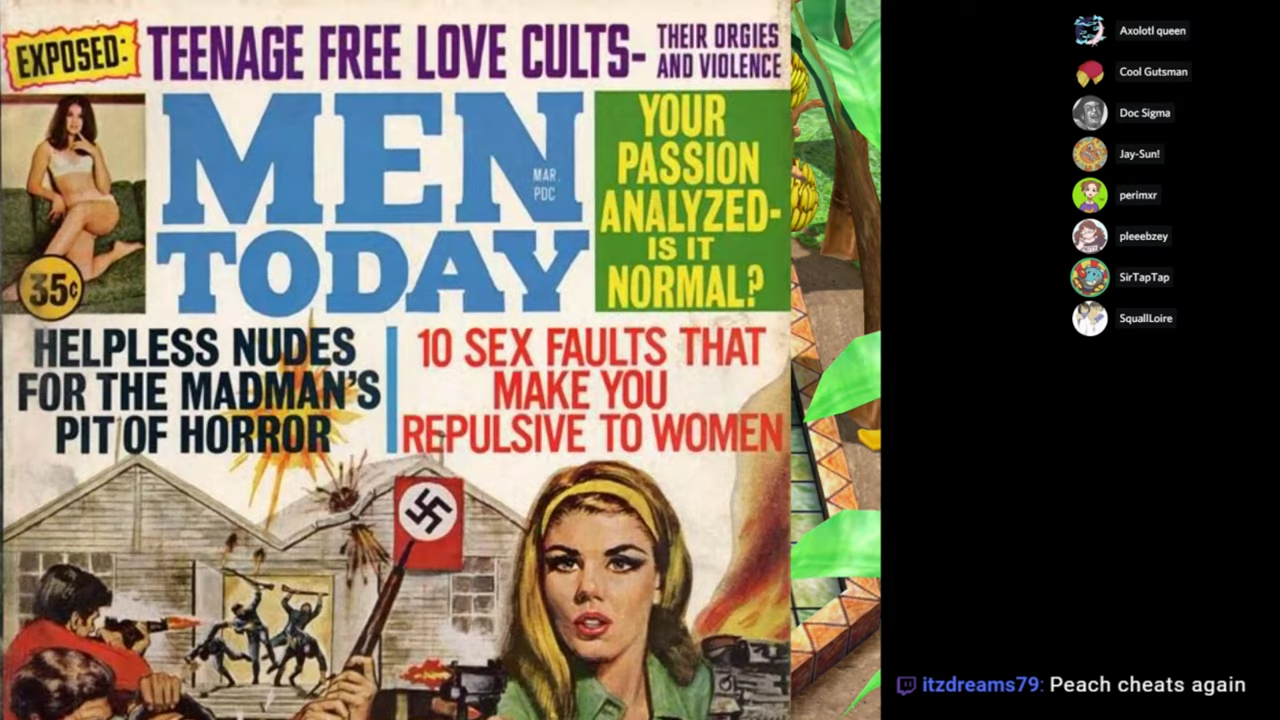 EXPOSED:
TEENAGE FREE LOVE CULTS-
THEIR ORGIES
AND VIOLENCE
MEN
TODAY
MAR.
PDC
35¢
YOUR
PASSION
ANALYZED-
IS IT
NORMAL?
HELPLESS NUDES
FOR THE MADMAN'S
PIT OF HORROR
10 SEX FAULTS THAT
MAKE YOU
REPULSIVE TO WOMEN
Axolotl queen
Cool Gutsman
Doc Sigma
Jay-Sun!
perimxr
pleeebzey
SirTapTap
SquallLoire
itzdreams79: Peach cheats again